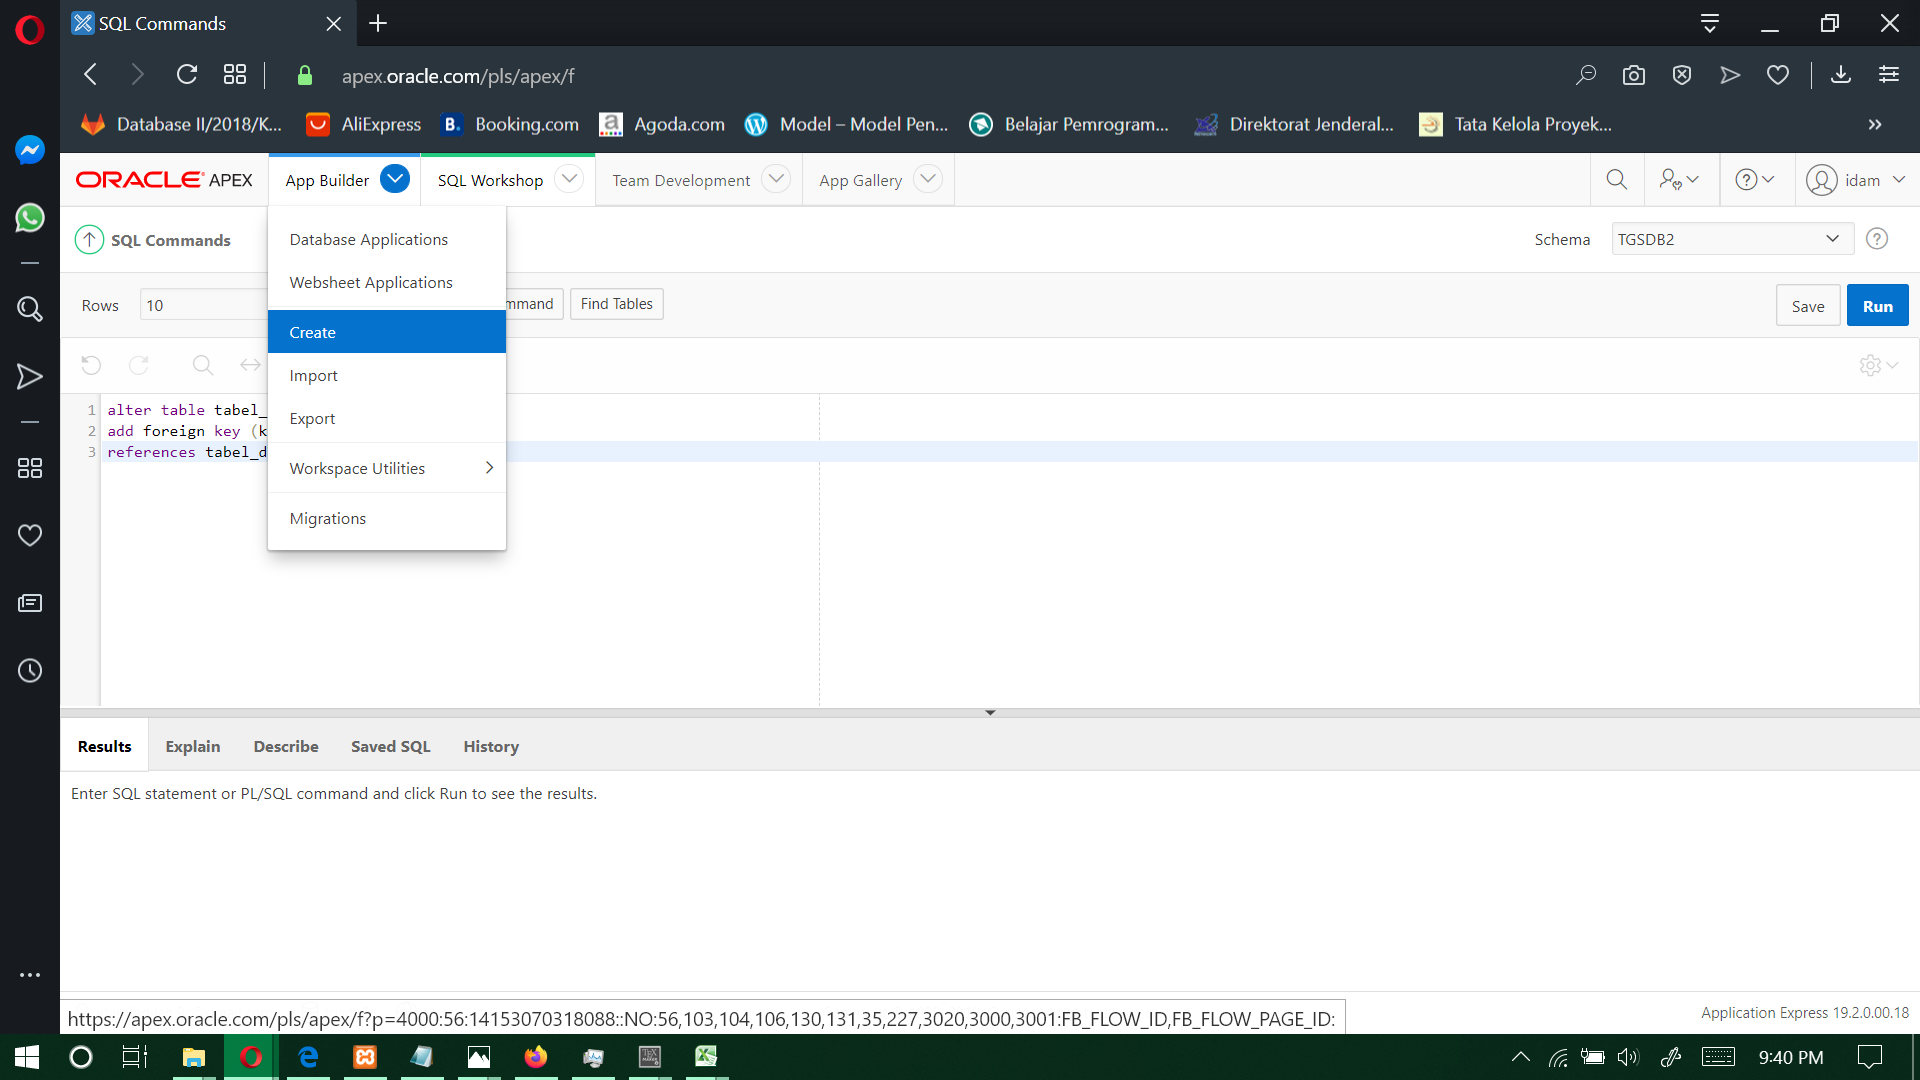 SQL Commands
apex.oracle.com/pls/apex/f
Database II/2018/K... AliExpress B. Booking.com a Agoda.com Model – Model Pen... Belajar Pemrogram... Direktorat Jenderal... Tata Kelola Proyek...
ORACLE APEX App Builder SQL Workshop Team Development App Gallery idam
SQL Commands Schema TGSDB2
Database Applications
Websheet Applications
Rows 10 mmand Find Tables Save Run
Create
Import
Export
Workspace Utilities
Migrations
1 alter table tabel_
2 add foreign key (k
3 references tabel_d
Results Explain Describe Saved SQL History
Enter SQL statement or PL/SQL command and click Run to see the results.
Application Express 19.2.0.00.18
https://apex.oracle.com/pls/apex/f?p=4000:56:14153070318088::NO:56,103,104,106,130,131,35,227,3020,3000,3001:FB_FLOW_ID,FB_FLOW_PAGE_ID:
9:40 PM